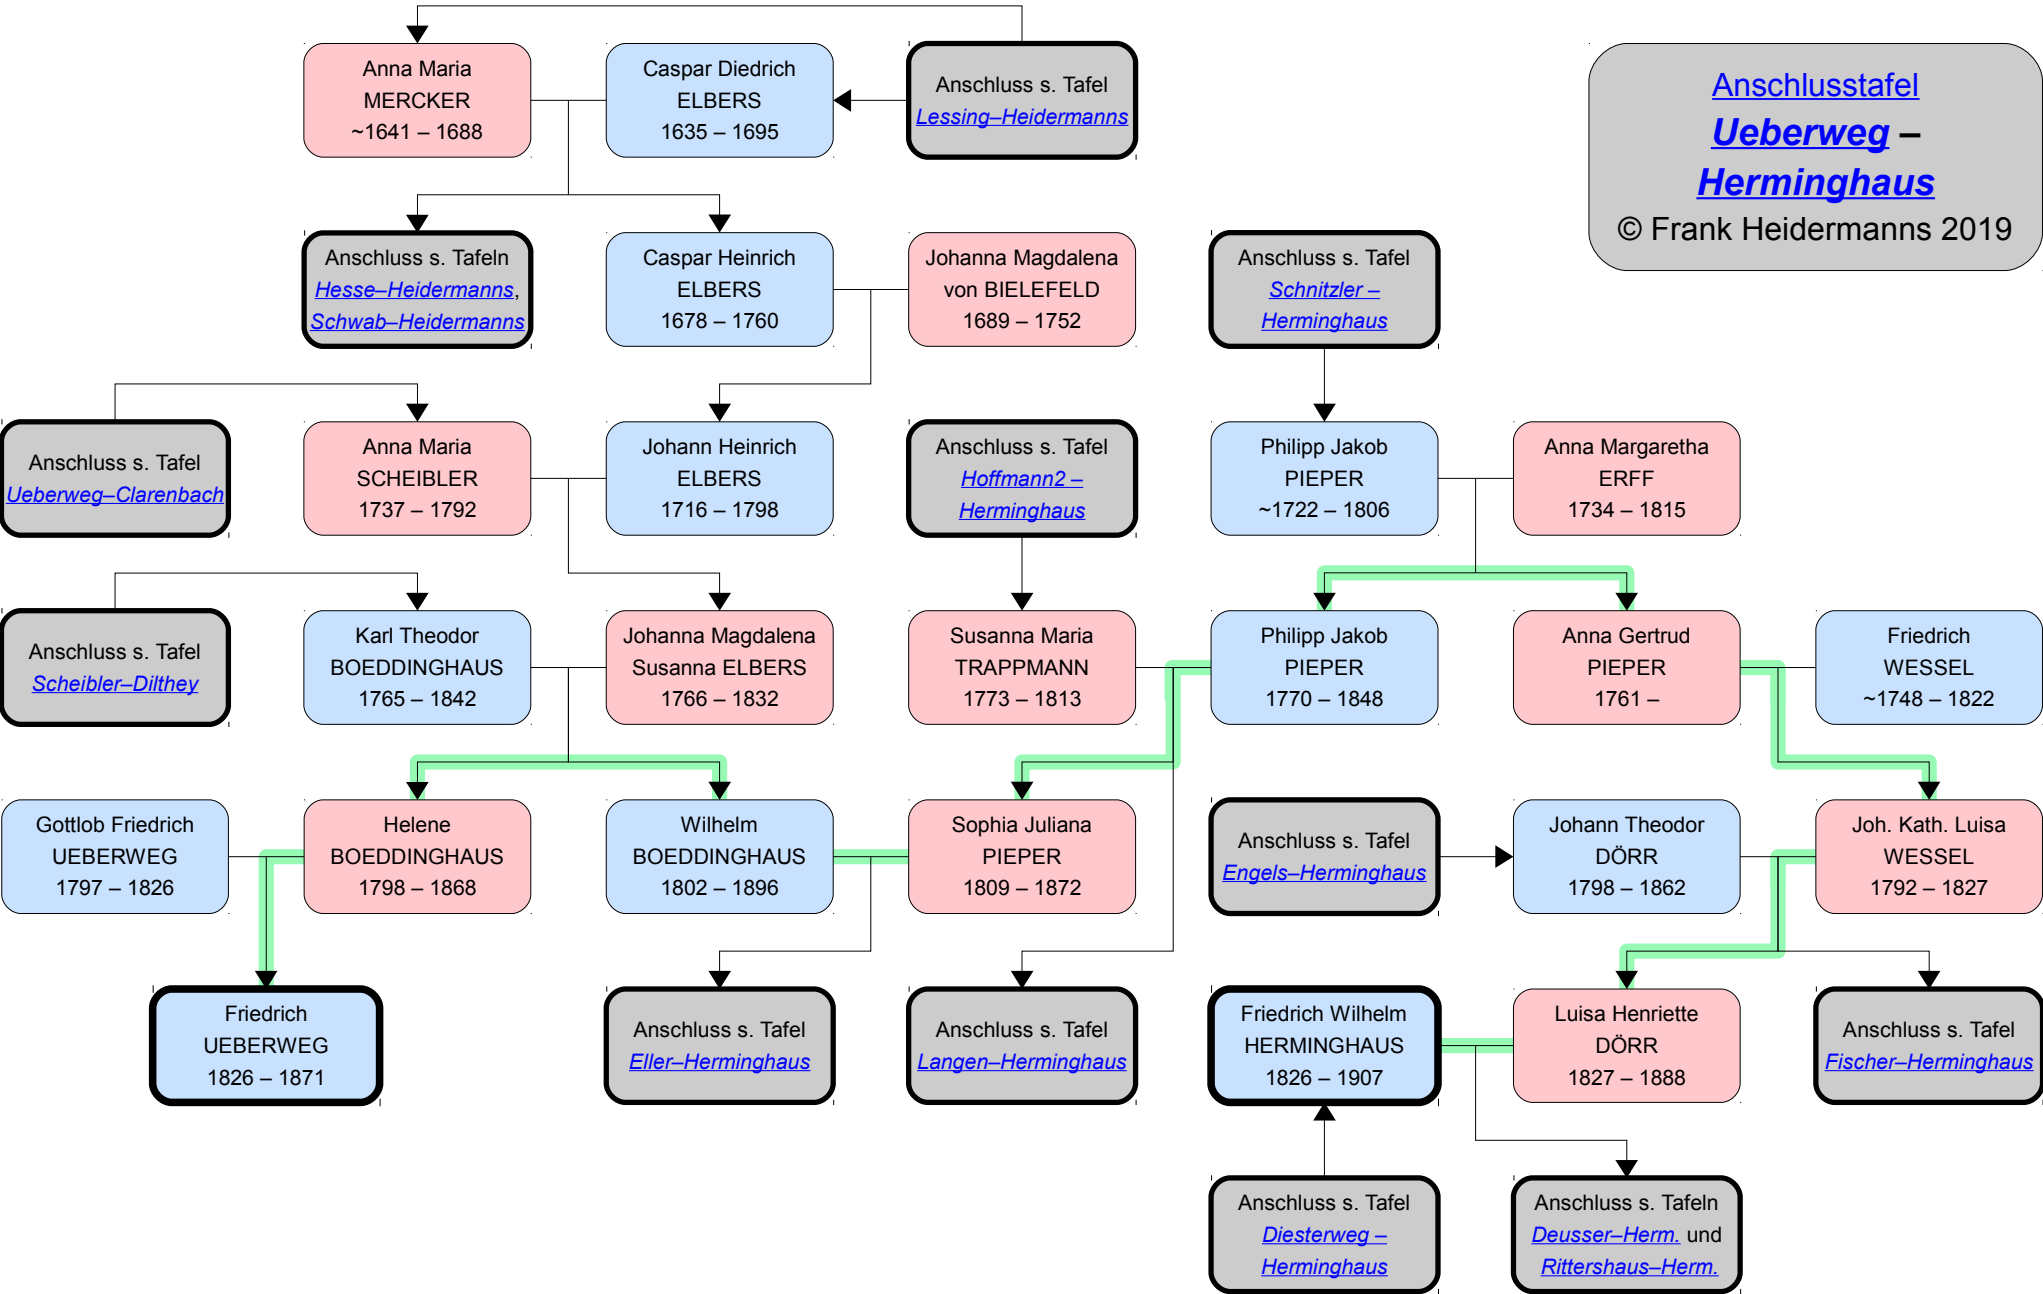 Anna Maria
MERCKER
~1641 – 1688
Caspar Diedrich
ELBERS
1635 – 1695
Anschluss s. Tafel
Lessing–Heidermanns
Anschlusstafel
Ueberweg –
Herminghaus
© Frank Heidermanns 2019
Anschluss s. Tafeln
Hesse–Heidermanns,
Schwab–Heidermanns
Caspar Heinrich
ELBERS
1678 – 1760
Johanna Magdalena
von BIELEFELD
1689 – 1752
Anschluss s. Tafel
Schnitzler –
Herminghaus
Anschluss s. Tafel
Ueberweg–Clarenbach
Anna Maria
SCHEIBLER
1737 – 1792
Johann Heinrich
ELBERS
1716 – 1798
Anschluss s. Tafel
Hoffmann2 –
Herminghaus
Philipp Jakob
PIEPER
~1722 – 1806
Anna Margaretha
ERFF
1734 – 1815
Anschluss s. Tafel
Scheibler–Dilthey
Karl Theodor
BOEDDINGHAUS
1765 – 1842
Johanna Magdalena
Susanna ELBERS
1766 – 1832
Susanna Maria
TRAPPMANN
1773 – 1813
Philipp Jakob
PIEPER
1770 – 1848
Anna Gertrud
PIEPER
1761 –
Friedrich
WESSEL
~1748 – 1822
Gottlob Friedrich
UEBERWEG
1797 – 1826
Helene
BOEDDINGHAUS
1798 – 1868
Wilhelm
BOEDDINGHAUS
1802 – 1896
Sophia Juliana
PIEPER
1809 – 1872
Anschluss s. Tafel
Engels–Herminghaus
Johann Theodor
DÖRR
1798 – 1862
Joh. Kath. Luisa
WESSEL
1792 – 1827
Friedrich
UEBERWEG
1826 – 1871
Anschluss s. Tafel
Eller–Herminghaus
Anschluss s. Tafel
Langen–Herminghaus
Friedrich Wilhelm
HERMINGHAUS
1826 – 1907
Luisa Henriette
DÖRR
1827 – 1888
Anschluss s. Tafel
Fischer–Herminghaus
Anschluss s. Tafel
Diesterweg –
Herminghaus
Anschluss s. Tafeln
Deusser–Herm. und
Rittershaus–Herm.